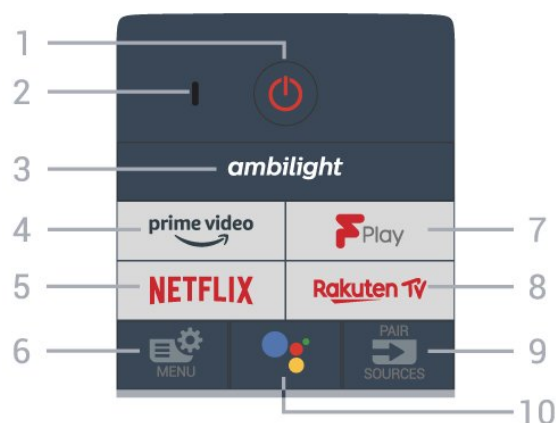 1
2
3
ambilight
4
prime video
FPlay
7
5
NETFLIX
Rakuten TV
8
6
MENU
PAIR
SOURCES
9
10